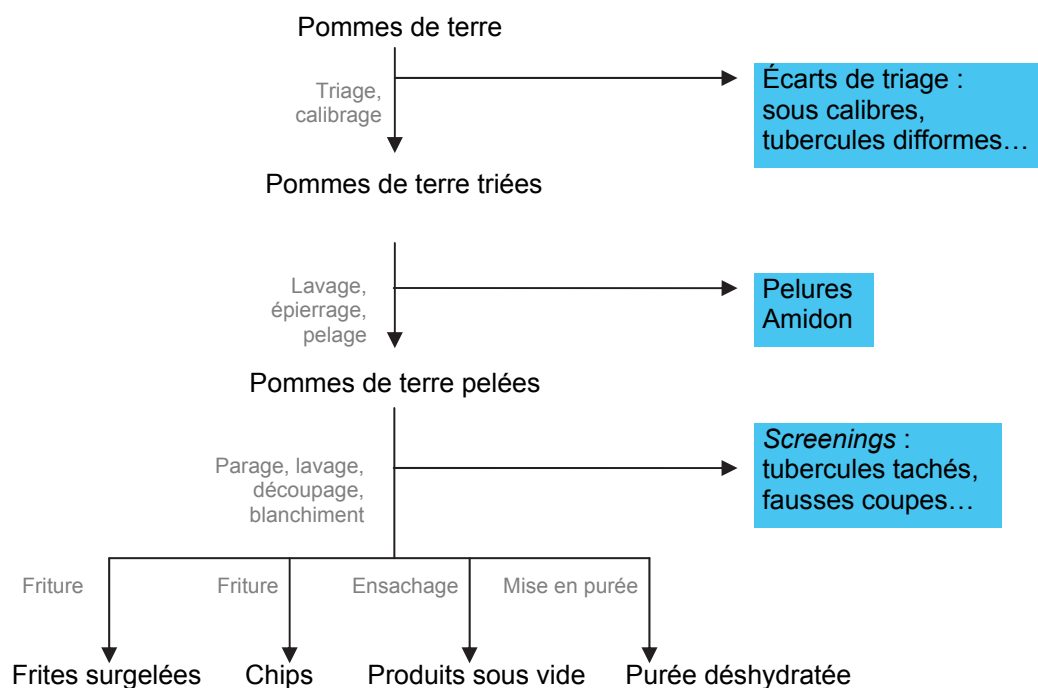 Pommes de terre
Triage,
calibrage
Écarts de triage :
sous calibres,
tubercules difformes…
Pommes de terre triées
Lavage,
épierrage,
pelage
Pelures
Amidon
Pommes de terre pelées
Parage, lavage,
découpage,
blanchiment
Screenings :
tubercules tachés,
fausses coupes…
Friture
Friture
Ensachage
Mise en purée
Frites surgelées
Chips
Produits sous vide
Purée déshydratée